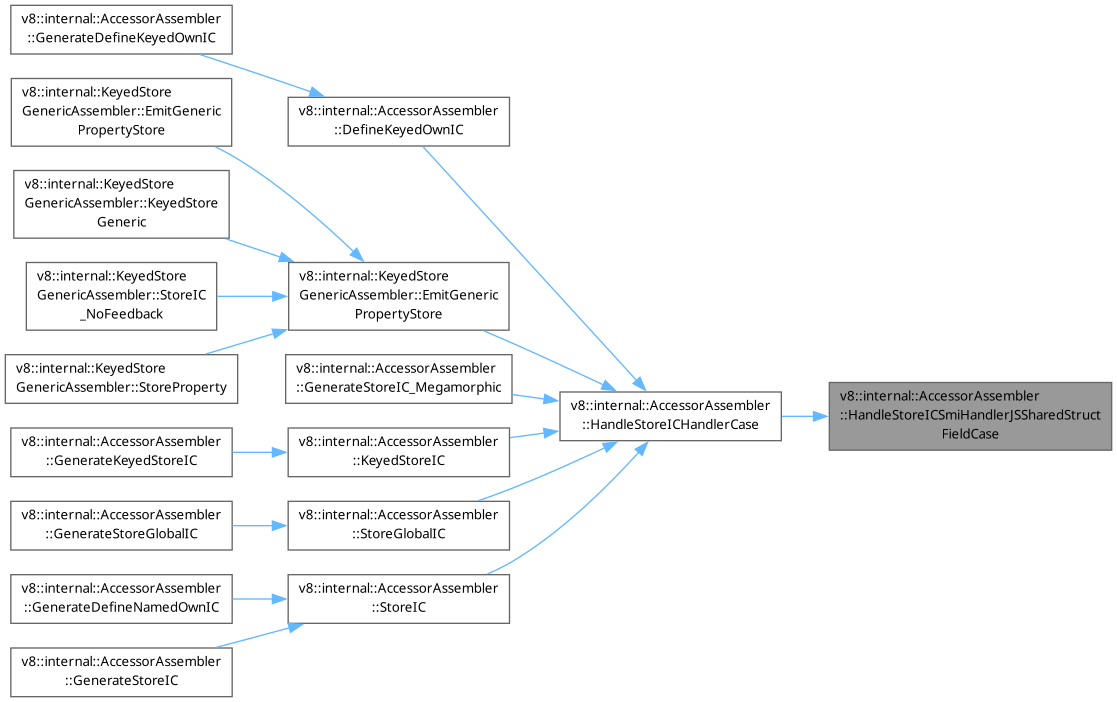 v8::internal::AccessorAssembler
::GenerateDefineKeyedOwnIC
v8::internal::KeyedStore
GenericAssembler::EmitGeneric
PropertyStore
v8::internal::KeyedStore
GenericAssembler::KeyedStore
Generic
v8::internal::KeyedStore
GenericAssembler::StoreIC
_NoFeedback
v8::internal::KeyedStore
GenericAssembler::StoreProperty
v8::internal::AccessorAssembler
::GenerateKeyedStoreIC
v8::internal::AccessorAssembler
::GenerateStoreGlobalIC
v8::internal::AccessorAssembler
::GenerateDefineNamedOwnIC
v8::internal::AccessorAssembler
::GenerateStoreIC
v8::internal::AccessorAssembler
::DefineKeyedOwnIC
v8::internal::KeyedStore
GenericAssembler::EmitGeneric
PropertyStore
v8::internal::AccessorAssembler
::GenerateStoreIC_Megamorphic
v8::internal::AccessorAssembler
::KeyedStoreIC
v8::internal::AccessorAssembler
::StoreGlobalIC
v8::internal::AccessorAssembler
::StoreIC
v8::internal::AccessorAssembler
::HandleStoreICHandlerCase
v8::internal::AccessorAssembler
::HandleStoreICSmiHandlerJSSharedStruct
FieldCase